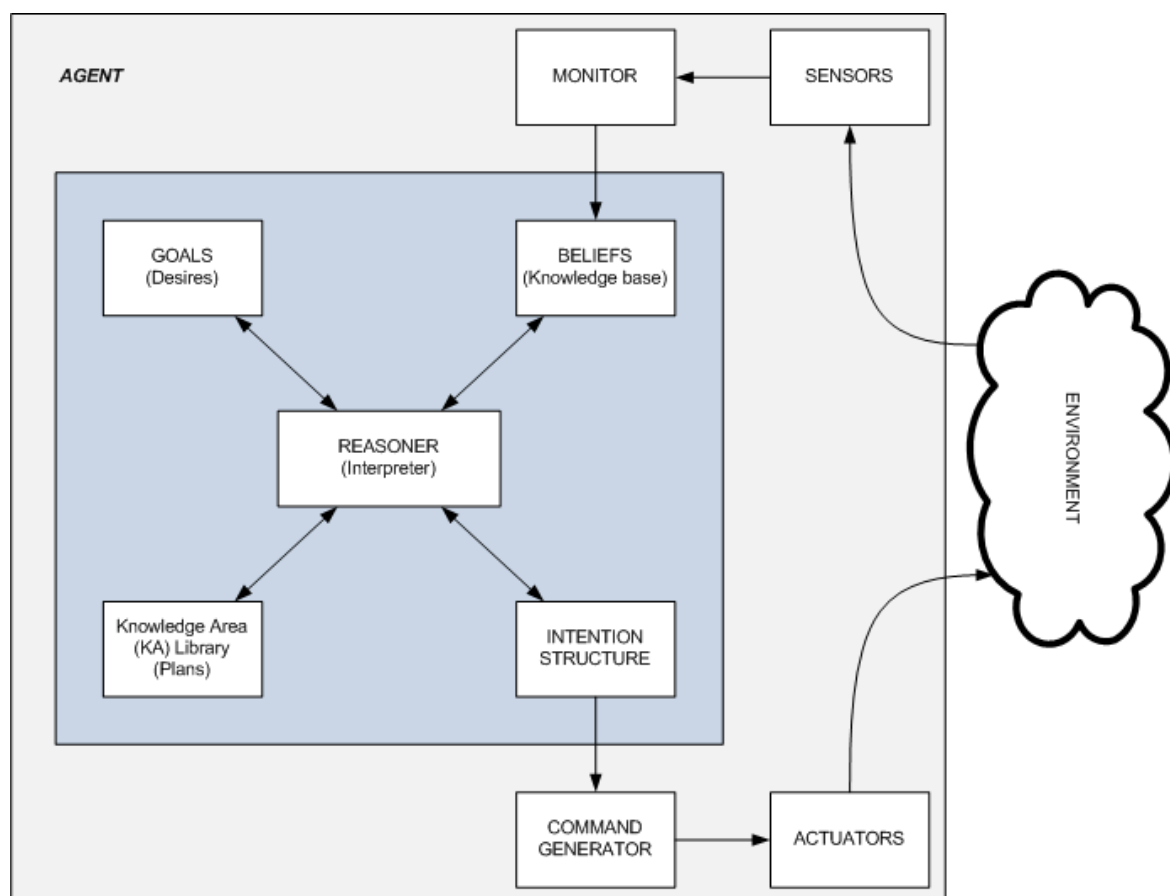 AGENT
MONITOR
SENSORS
GOALS
(Desires)
BELIEFS
(Knowledge base)
REASONER
(Interpreter)
ENVIRONMENT
Knowledge Area
(KA) Library
(Plans)
INTENTION
STRUCTURE
COMMAND
GENERATOR
ACTUATORS